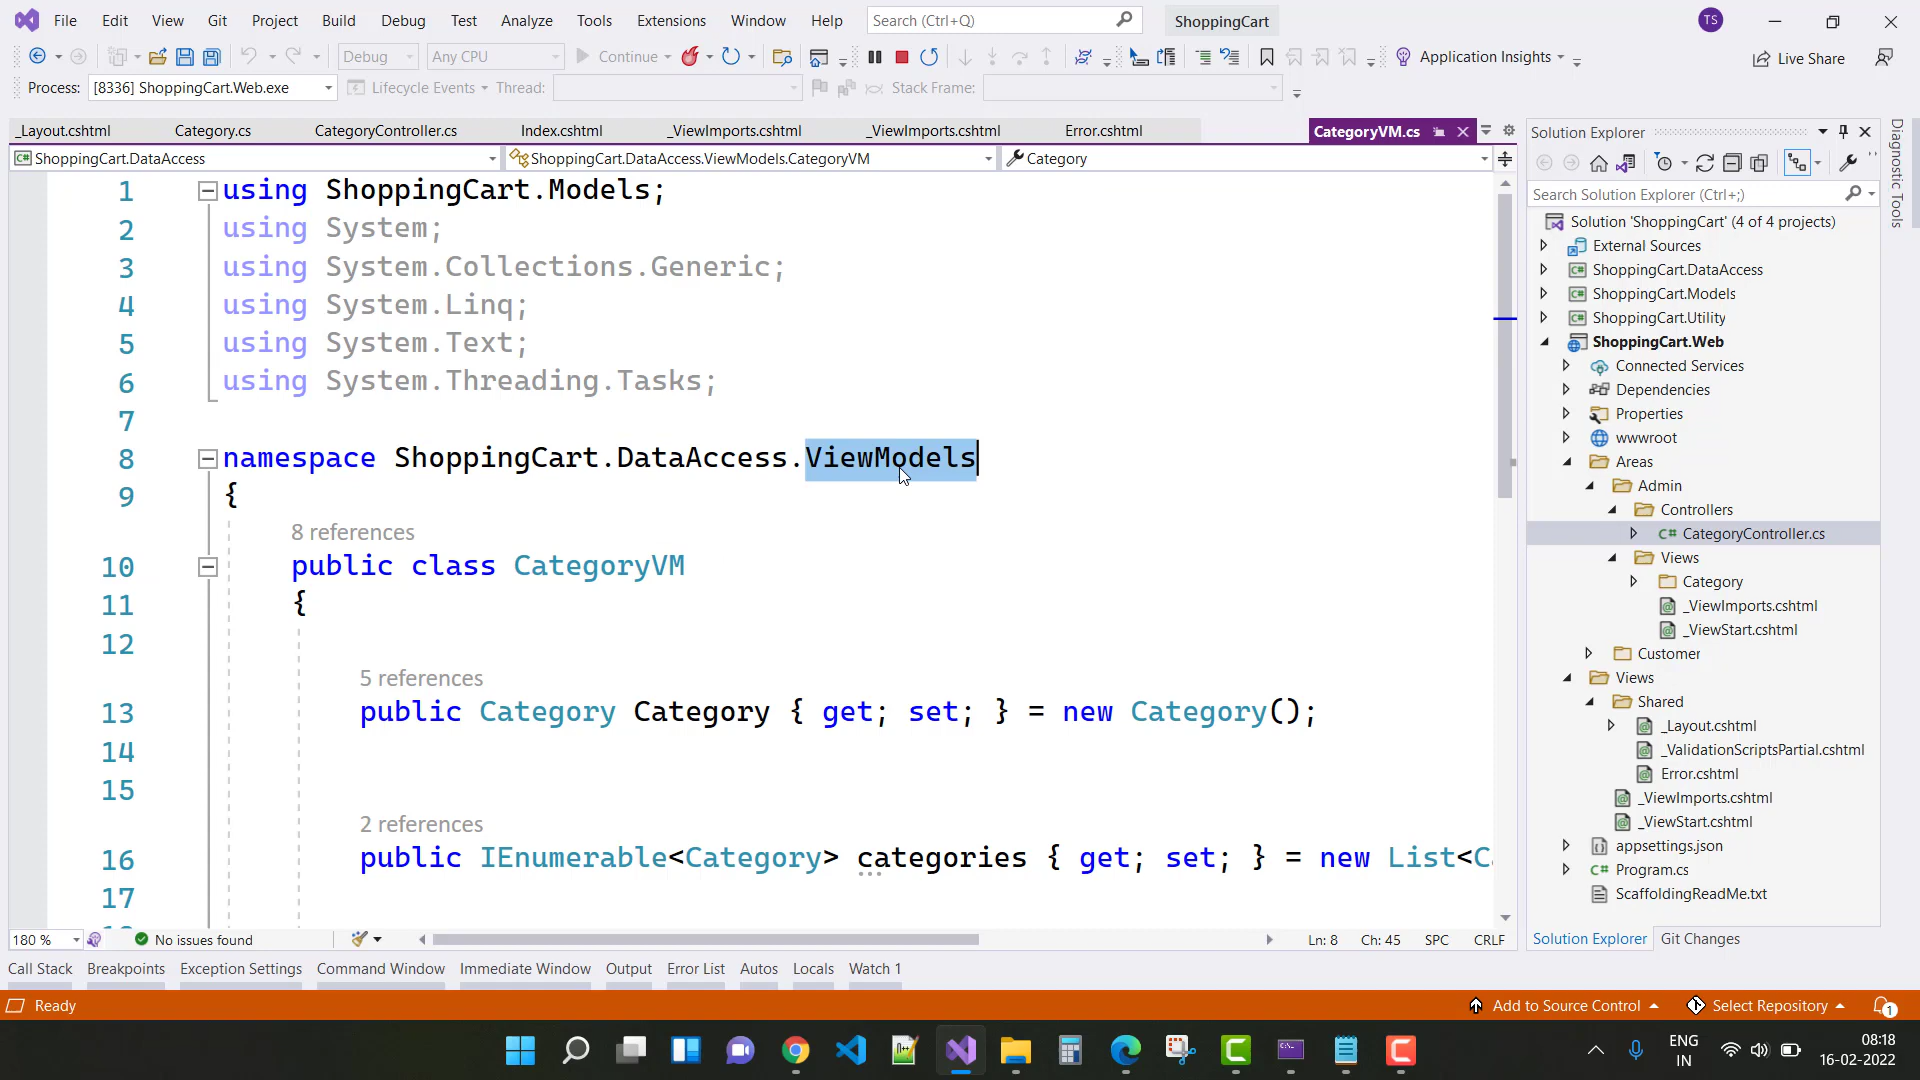 File Edit View Git Project Build Debug Test Analyze Tools Extensions Window Help Search (Ctrl+Q) ShoppingCart TS
Debug Any CPU Continue Application Insights Live Share
Process: [8336] ShoppingCart.Web.exe Lifecycle Events Thread: Stack Frame:
_Layout.cshtml Category.cs CategoryController.cs Index.cshtml _ViewImports.cshtml _ViewImports.cshtml Error.cshtml CategoryVM.cs
ShoppingCart.DataAccess ShoppingCart.DataAccess.ViewModels.CategoryVM Category
1 using ShoppingCart.Models;
2 using System;
3 using System.Collections.Generic;
4 using System.Linq;
5 using System.Text;
6 using System.Threading.Tasks;
7
8 namespace ShoppingCart.DataAccess.ViewModels
9 {
8 references
10 public class CategoryVM
11 {
12
5 references
13 public Category Category { get; set; } = new Category();
14
15
2 references
16 public IEnumerable<Category> categories { get; set; } = new List<C
17
180 % No issues found Ln: 8 Ch: 45 SPC CRLF
Solution Explorer
Search Solution Explorer (Ctrl+;)
Solution 'ShoppingCart' (4 of 4 projects)
External Sources
ShoppingCart.DataAccess
ShoppingCart.Models
ShoppingCart.Utility
ShoppingCart.Web
Connected Services
Dependencies
Properties
wwwroot
Areas
Admin
Controllers
CategoryController.cs
Views
Category
_ViewImports.cshtml
_ViewStart.cshtml
Customer
Views
Shared
_Layout.cshtml
_ValidationScriptsPartial.cshtml
Error.cshtml
_ViewImports.cshtml
_ViewStart.cshtml
appsettings.json
Program.cs
ScaffoldingReadMe.txt
Solution Explorer Git Changes
Diagnostic Tools
Call Stack Breakpoints Exception Settings Command Window Immediate Window Output Error List Autos Locals Watch 1
Ready Add to Source Control Select Repository 1
ENG
IN
08:18
16-02-2022